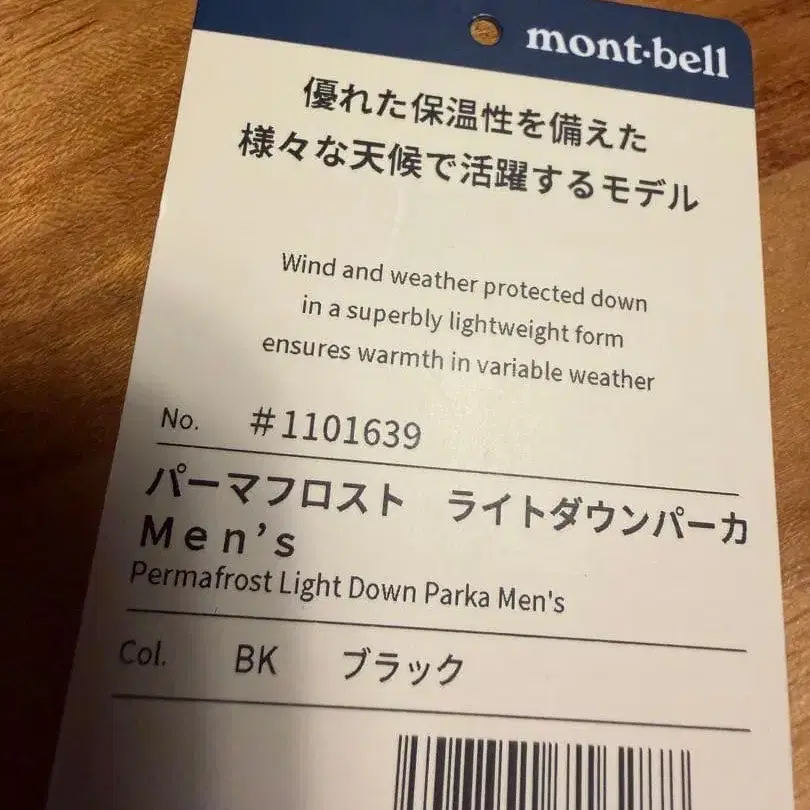 mont-bell
優れた保温性を備えた
様々な天候で活躍するモデル
Wind and weather protected down
in a superbly lightweight form
ensures warmth in variable weather
No. #1101639
パーマフロスト ライトダウンパーカ
Men's
Permafrost Light Down Parka Men's
Col. BK ブラック